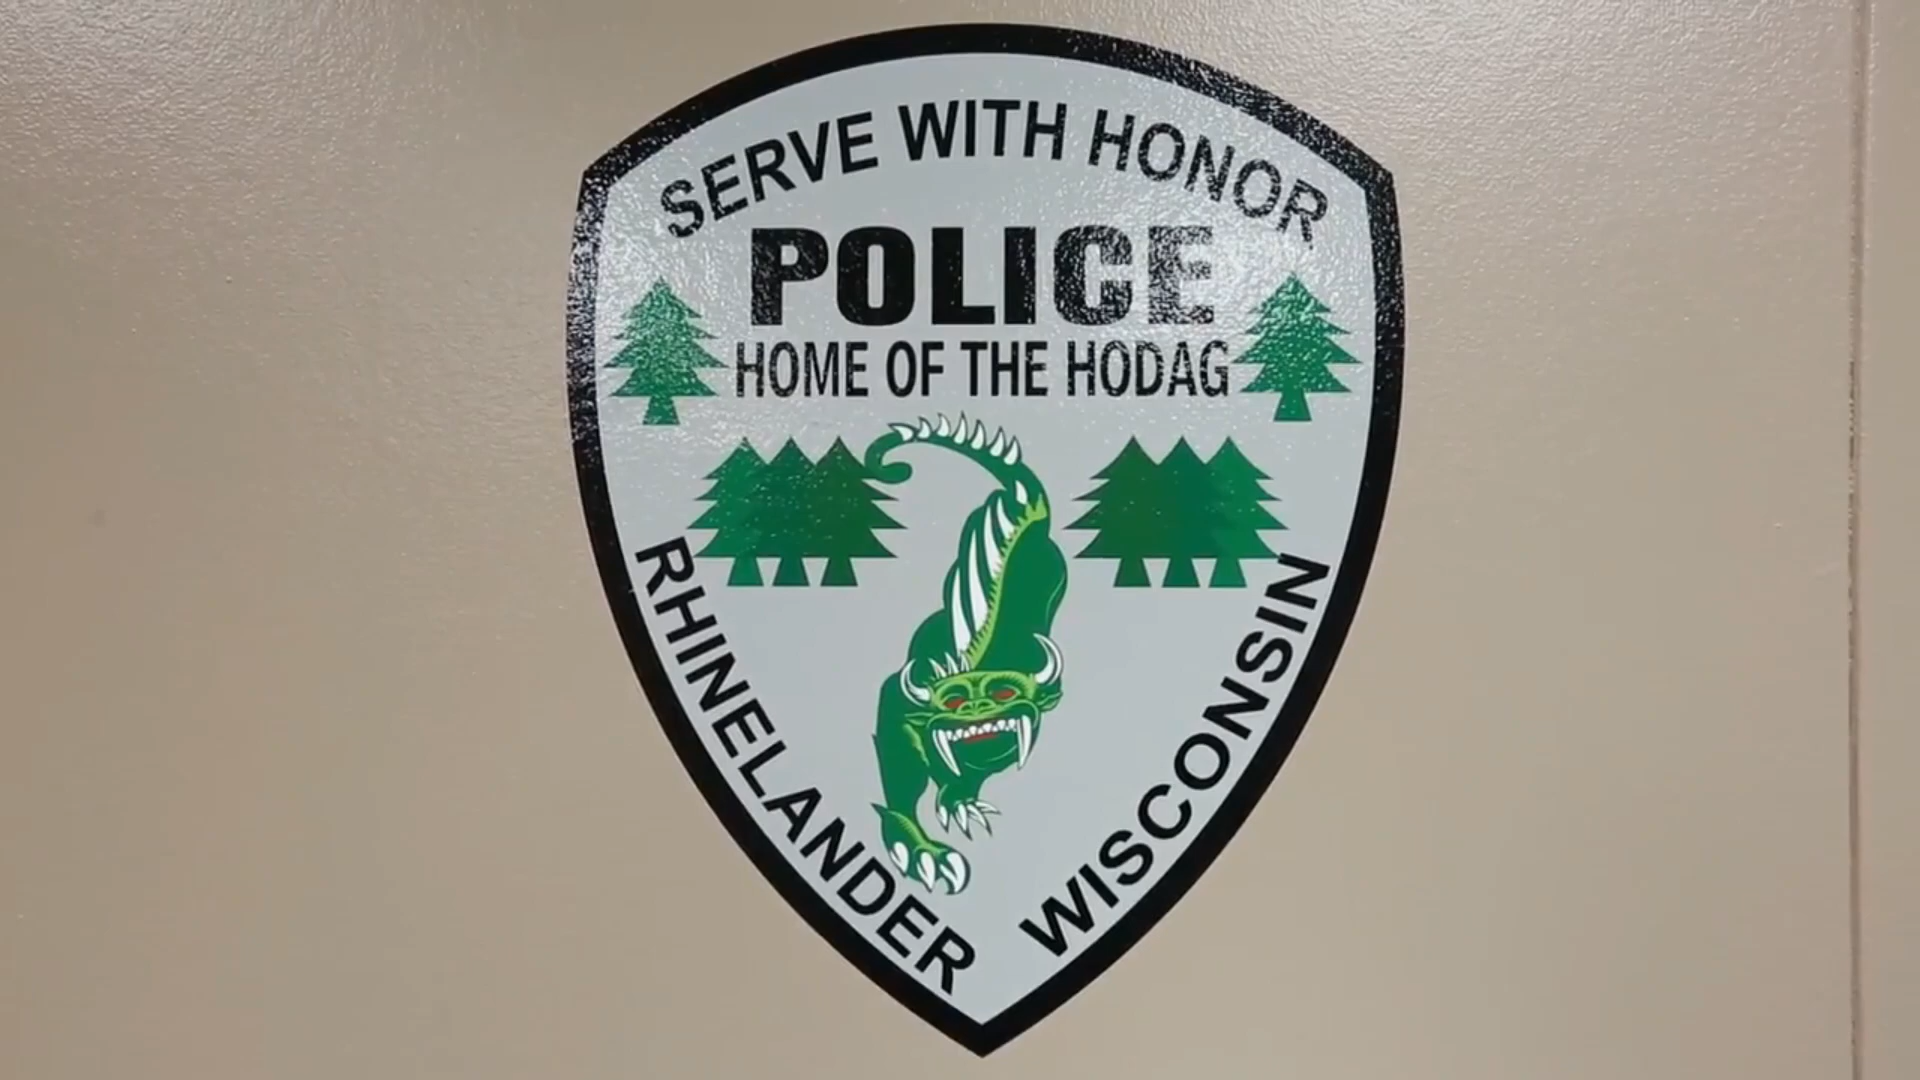 SERVE WITH HONOR
POLICE
HOME OF THE HODAG
RHINELANDER
WISCONSIN